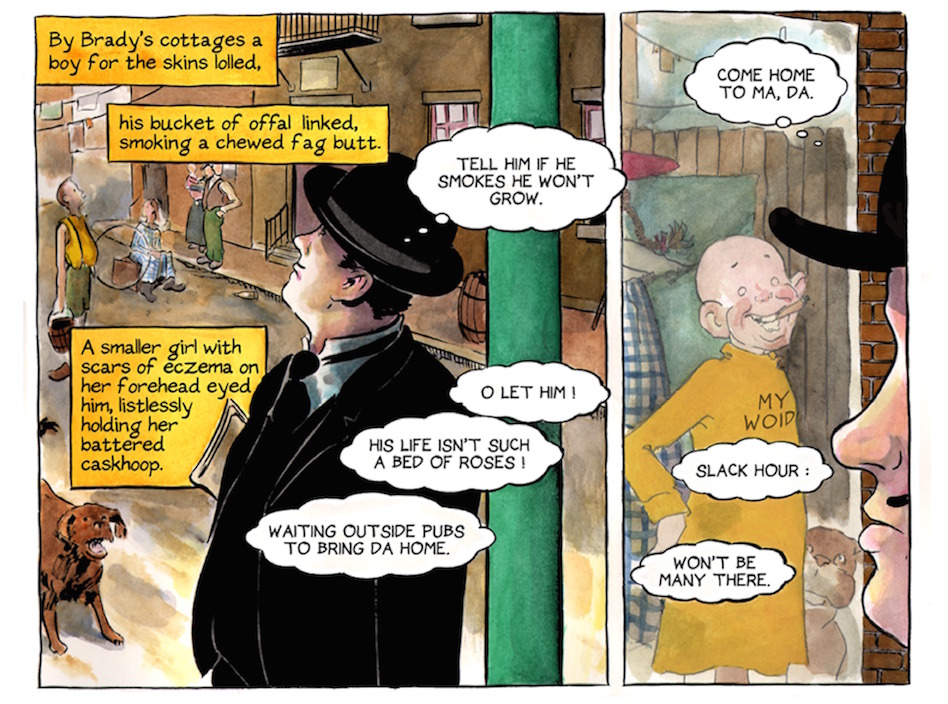 By Brady's cottages a
boy for the skins lolled,
his bucket of offal linked,
smoking a chewed fag butt.
TELL HIM IF HE
SMOKES HE WON'T
GROW.
A smaller girl with
scars of eczema on
her forehead eyed
him, listlessly
holding her
battered
caskhoop.
O LET HIM !
HIS LIFE ISN'T SUCH
A BED OF ROSES !
WAITING OUTSIDE PUBS
TO BRING DA HOME.
COME HOME
TO MA, DA.
MY
WOID
SLACK HOUR :
WON'T BE
MANY THERE.